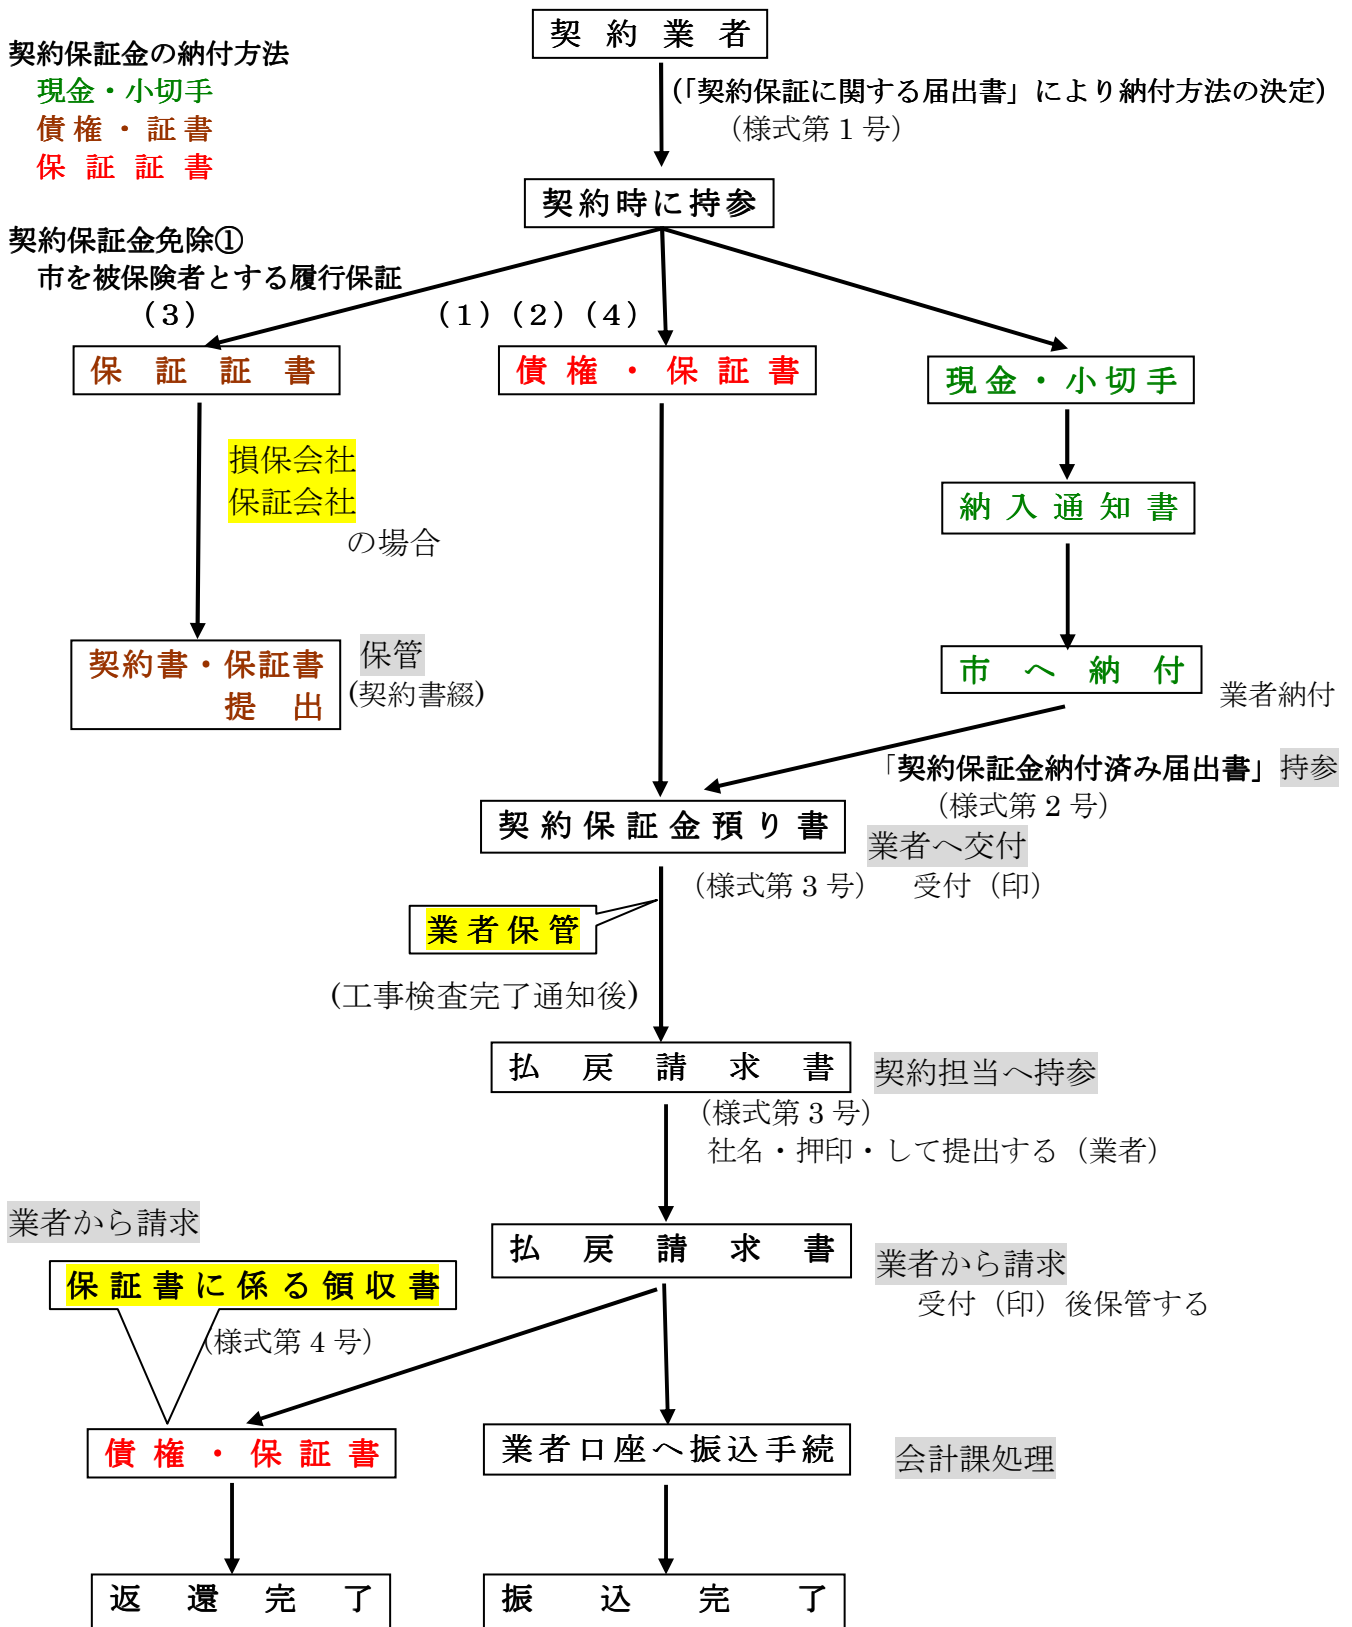 契約業者
契約保証金の納付方法
現金・小切手
債権・証書
保証証書
(「契約保証に関する届出書」により納付方法の決定)
（様式第１号）
契約時に持参
契約保証金免除①
市を被保険者とする履行保証
（３）
（１）（２）（４）
保証証書
債権・保証書
現金・小切手
損保会社
保証会社
の場合
納入通知書
契約書・保証書
提出
保管
(契約書綴)
市へ納付
業者納付
「契約保証金納付済み届出書」持参
（様式第２号）
契約保証金預り書
業者へ交付
（様式第３号）　受付（印）
業者保管
(工事検査完了通知後)
払戻請求書
契約担当へ持参
（様式第３号）
社名・押印・して提出する（業者）
業者から請求
払戻請求書
業者から請求
受付（印）後保管する
保証書に係る領収書
（様式第４号）
債権・保証書
業者口座へ振込手続
会計課処理
返還完了
振込完了